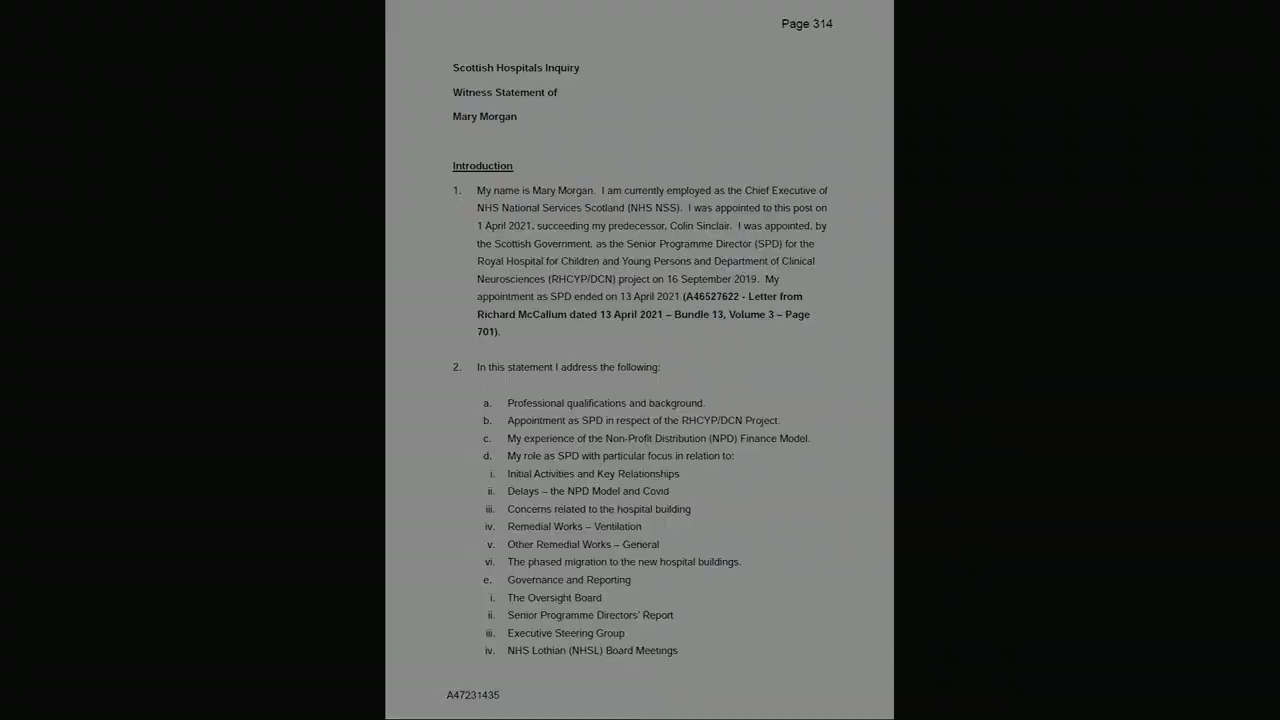 Page 314
Scottish Hospitals Inquiry
Witness Statement of
Mary Morgan
Introduction
1. My name is Mary Morgan. I am currently employed as the Chief Executive of
NHS National Services Scotland (NHS NSS). I was appointed to this post on
1 April 2021, succeeding my predecessor, Colin Sinclair. I was appointed, by
the Scottish Government, as the Senior Programme Director (SPD) for the
Royal Hospital for Children and Young Persons and Department of Clinical
Neurosciences (RHCYP/DCN) project on 16 September 2019. My
appointment as SPD ended on 13 April 2021 (A46527622 - Letter from
Richard McCallum dated 13 April 2021 – Bundle 13, Volume 3 – Page
701).
2. In this statement I address the following:
a. Professional qualifications and background.
b. Appointment as SPD in respect of the RHCYP/DCN Project.
c. My experience of the Non-Profit Distribution (NPD) Finance Model.
d. My role as SPD with particular focus in relation to:
i. Initial Activities and Key Relationships
ii. Delays – the NPD Model and Covid
iii. Concerns related to the hospital building
iv. Remedial Works – Ventilation
v. Other Remedial Works – General
vi. The phased migration to the new hospital buildings.
e. Governance and Reporting
i. The Oversight Board
ii. Senior Programme Directors' Report
iii. Executive Steering Group
iv. NHS Lothian (NHSL) Board Meetings
A47231435